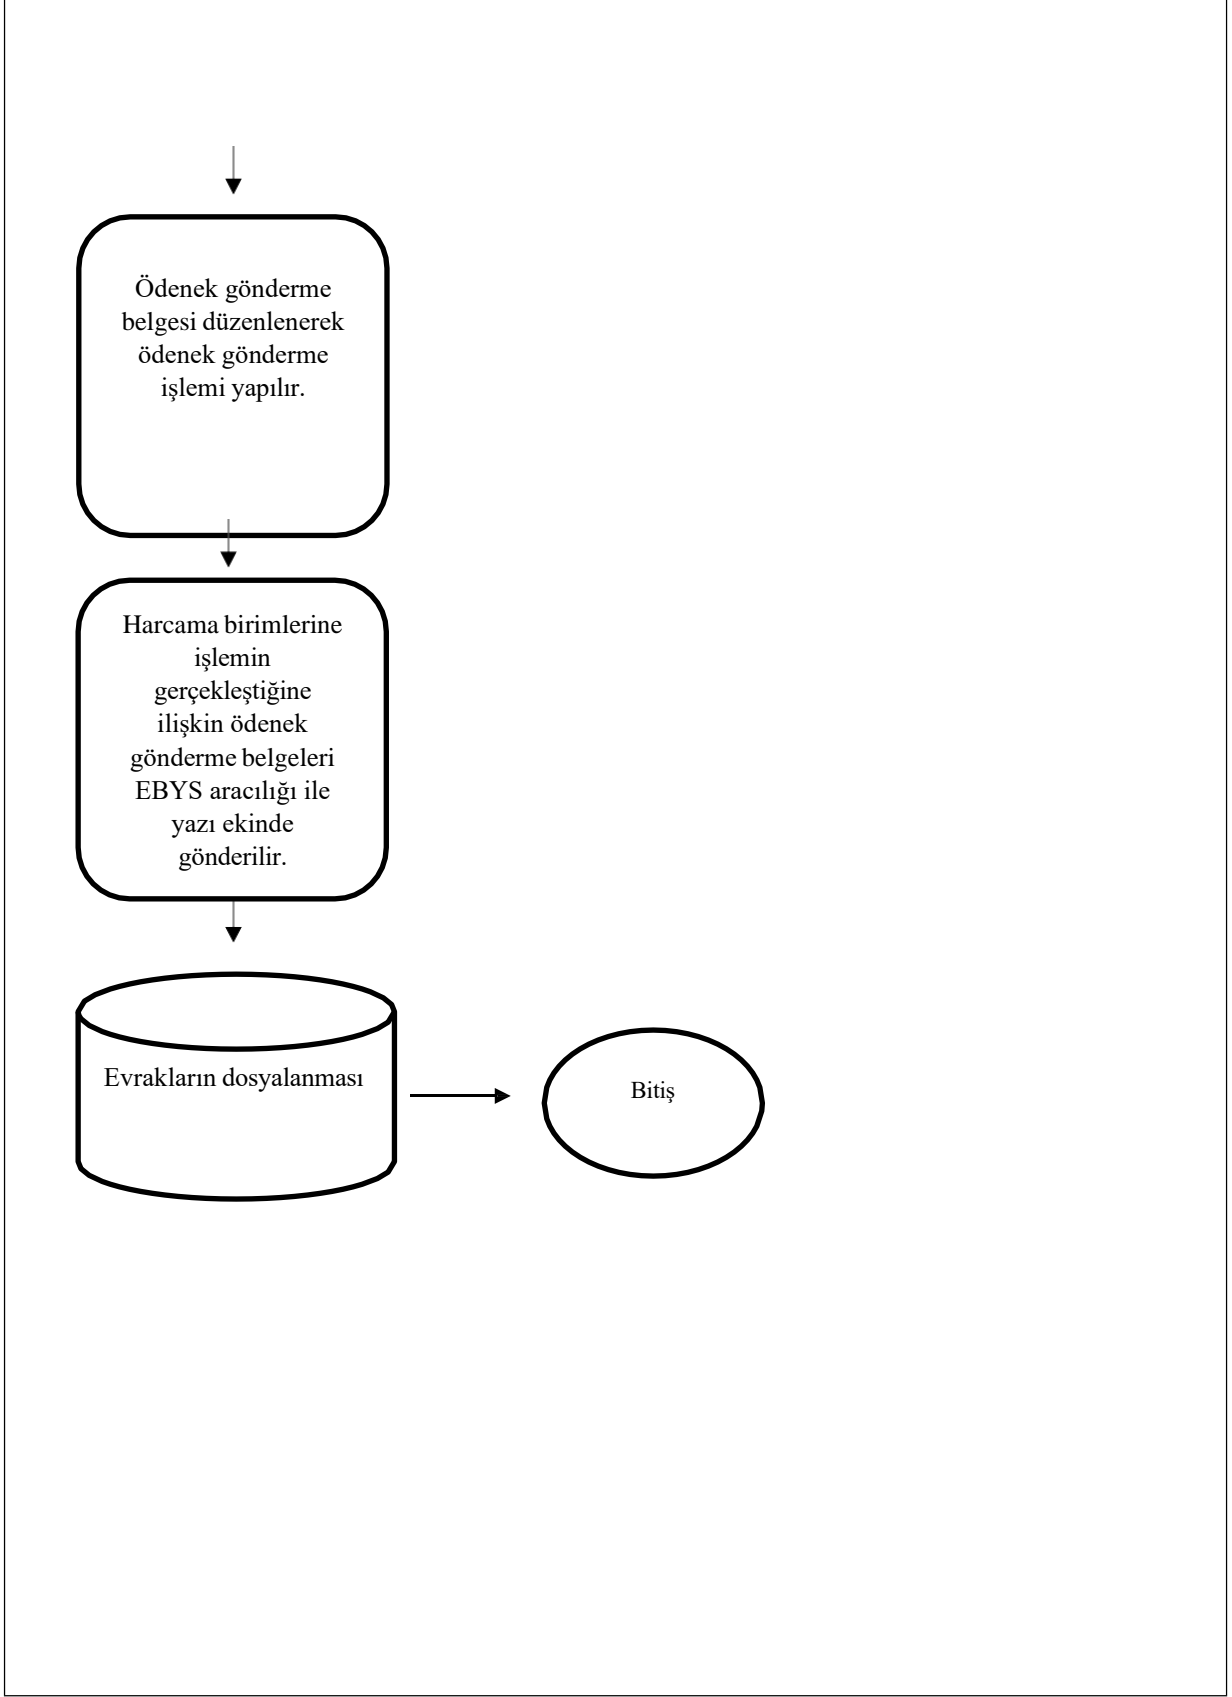 Ödenek gönderme
belgesi düzenlenerek
ödenek gönderme
işlemi yapılır.
Harcama birimlerine
işlemin
gerçekleştiğine
ilişkin ödenek
gönderme belgeleri
EBYS aracılığı ile
yazı ekinde
gönderilir.
Evrakların dosyalanması
Bitiş